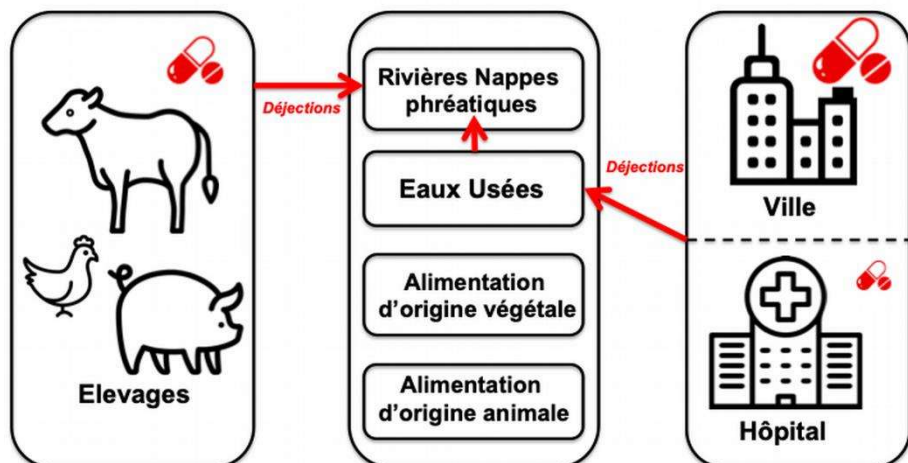 Déjections
Elevages
Rivières Nappes
phréatiques
Eaux Usées
Alimentation
d'origine végétale
Alimentation
d'origine animale
Déjections
Ville
Hôpital